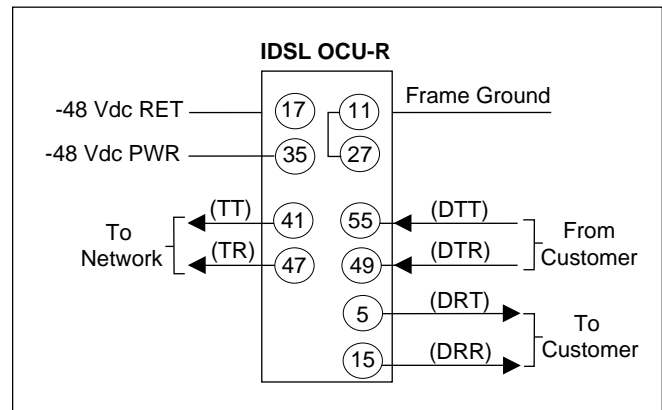 IDSL OCU-R
-48 Vdc RET 17 11 Frame Ground
-48 Vdc PWR 35 27
To
Network
(TT) 41 55 (DTT)
(TR) 47 49 (DTR)
From
Customer
5 (DRT)
15 (DRR)
To
Customer